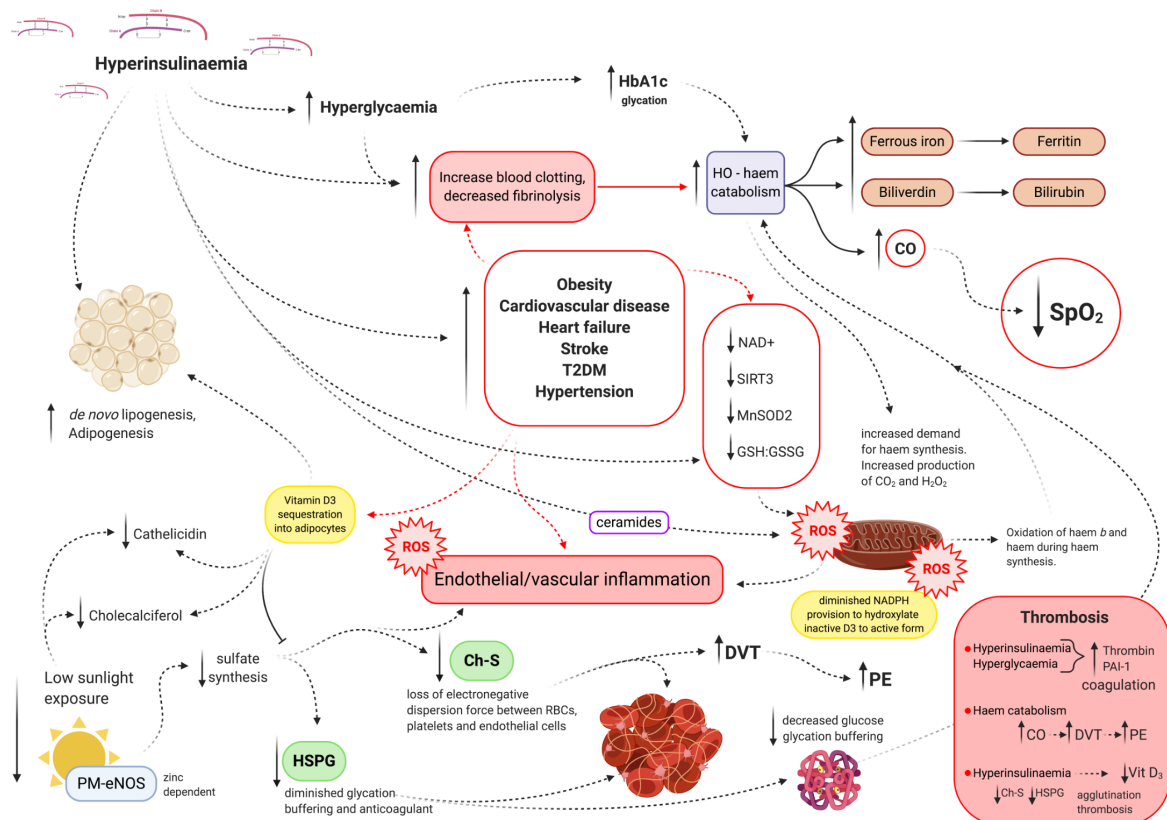 Hyperinsulinaemia
Hyperglycaemia
HbA1c
glycation
Increase blood clotting,
decreased fibrinolysis
HO - haem
catabolism
Ferrous iron
Ferritin
Biliverdin
Bilirubin
CO
SpO₂
Obesity
Cardiovascular disease
Heart failure
Stroke
T2DM
Hypertension
NAD+
SIRT3
MnSOD2
GSH:GSSG
de novo lipogenesis,
Adipogenesis
increased demand
for haem synthesis.
Increased production
of CO₂ and H₂O₂
Vitamin D3
sequestration
into adipocytes
ceramides
Cathelicidin
ROS
Endothelial/vascular inflammation
ROS
ROS
Oxidation of haem b and
haem during haem
synthesis.
Cholecalciferol
diminished NADPH
provision to hydroxylate
inactive D3 to active form
Low sunlight
exposure
sulfate
synthesis
Ch-S
loss of electronegative
dispersion force between RBCs,
platelets and endothelial cells
DVT
PE
decreased glucose
glycation buffering
HSPG
diminished glycation
buffering and anticoagulant
PM-eNOS
zinc
dependent
Thrombosis
Hyperinsulinaemia
Hyperglycaemia
Thrombin
PAI-1
coagulation
Haem catabolism
CO
DVT
PE
Hyperinsulinaemia
Vit D₃
Ch-S
HSPG
agglutination
thrombosis